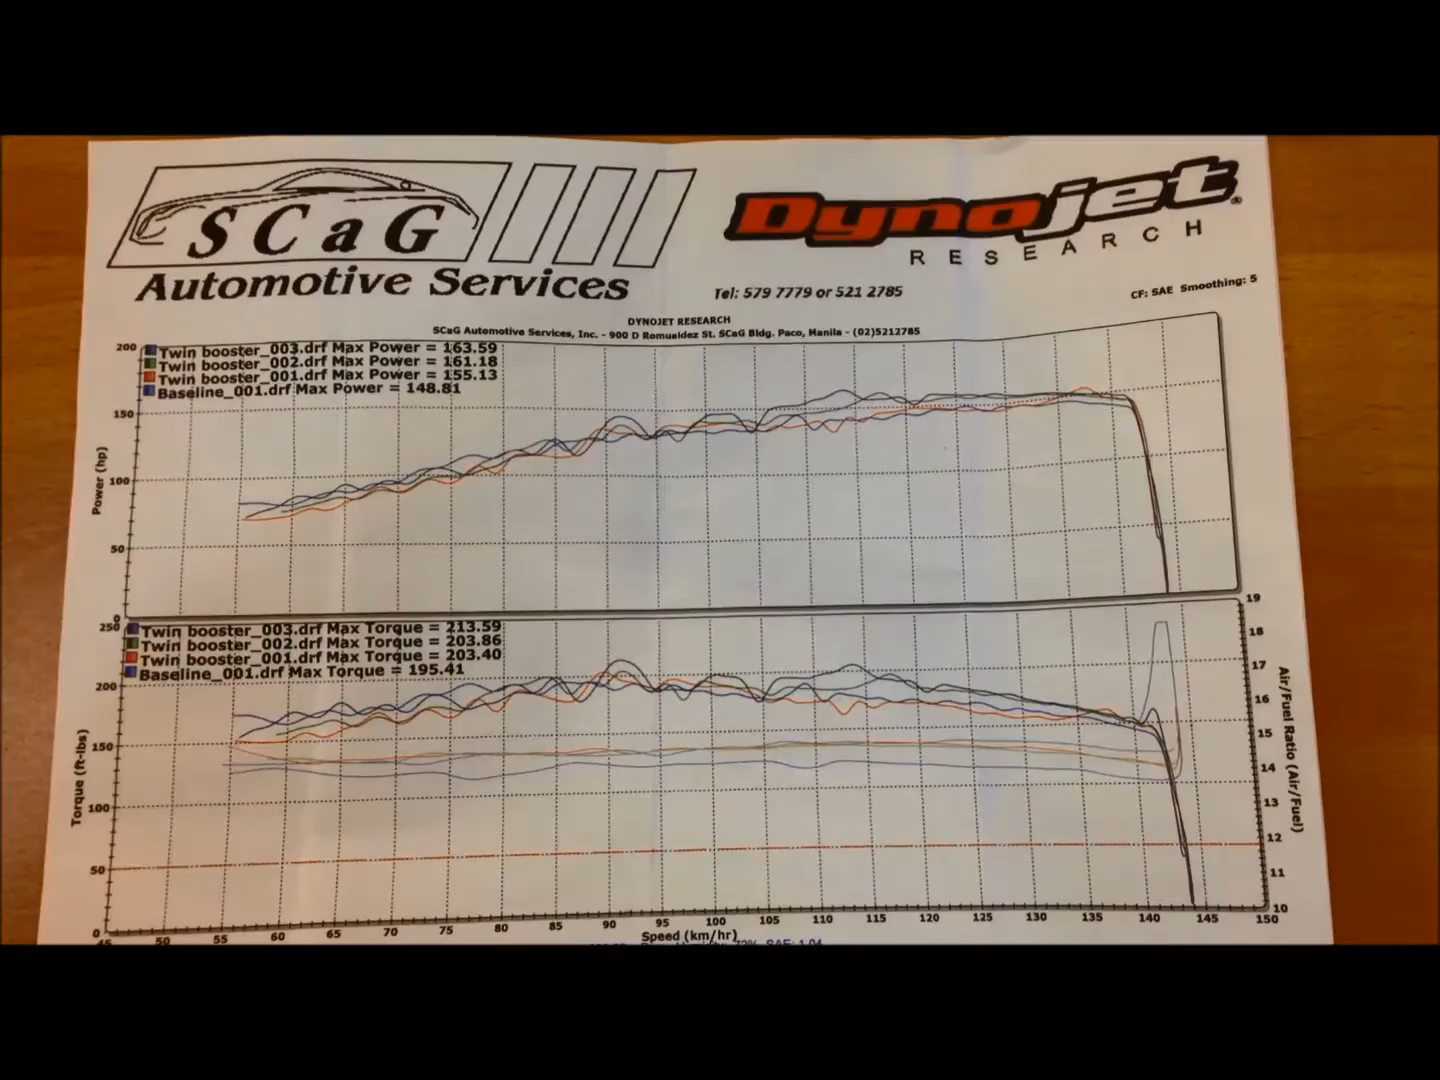 SCaG
Automotive Services
Dynojet®
RESEARCH
Tel: 579 7779 or 521 2785
CF: SAE Smoothing: 5
DYNOJET RESEARCH
SCaG Automotive Services, Inc. - 900 D Romualdez St. SCaG Bldg. Paco, Manila - (02)5212785
Twin booster_003.drf Max Power = 163.59
Twin booster_002.drf Max Power = 161.18
Twin booster_001.drf Max Power = 155.13
Baseline_001.drf Max Power = 148.81
200
150
100
50
0
Power (hp)
Twin booster_003.drf Max Torque = 213.59
Twin booster_002.drf Max Torque = 203.86
Twin booster_001.drf Max Torque = 203.40
Baseline_001.drf Max Torque = 195.41
250
200
150
100
50
0
Torque (ft-lbs)
19
18
17
16
15
14
13
12
11
10
Air/Fuel Ratio (Air/Fuel)
45 50 55 60 65 70 75 80 85 90 95 100 105 110 115 120 125 130 135 140 145 150
Speed (km/hr)
72% SAE: 1.04